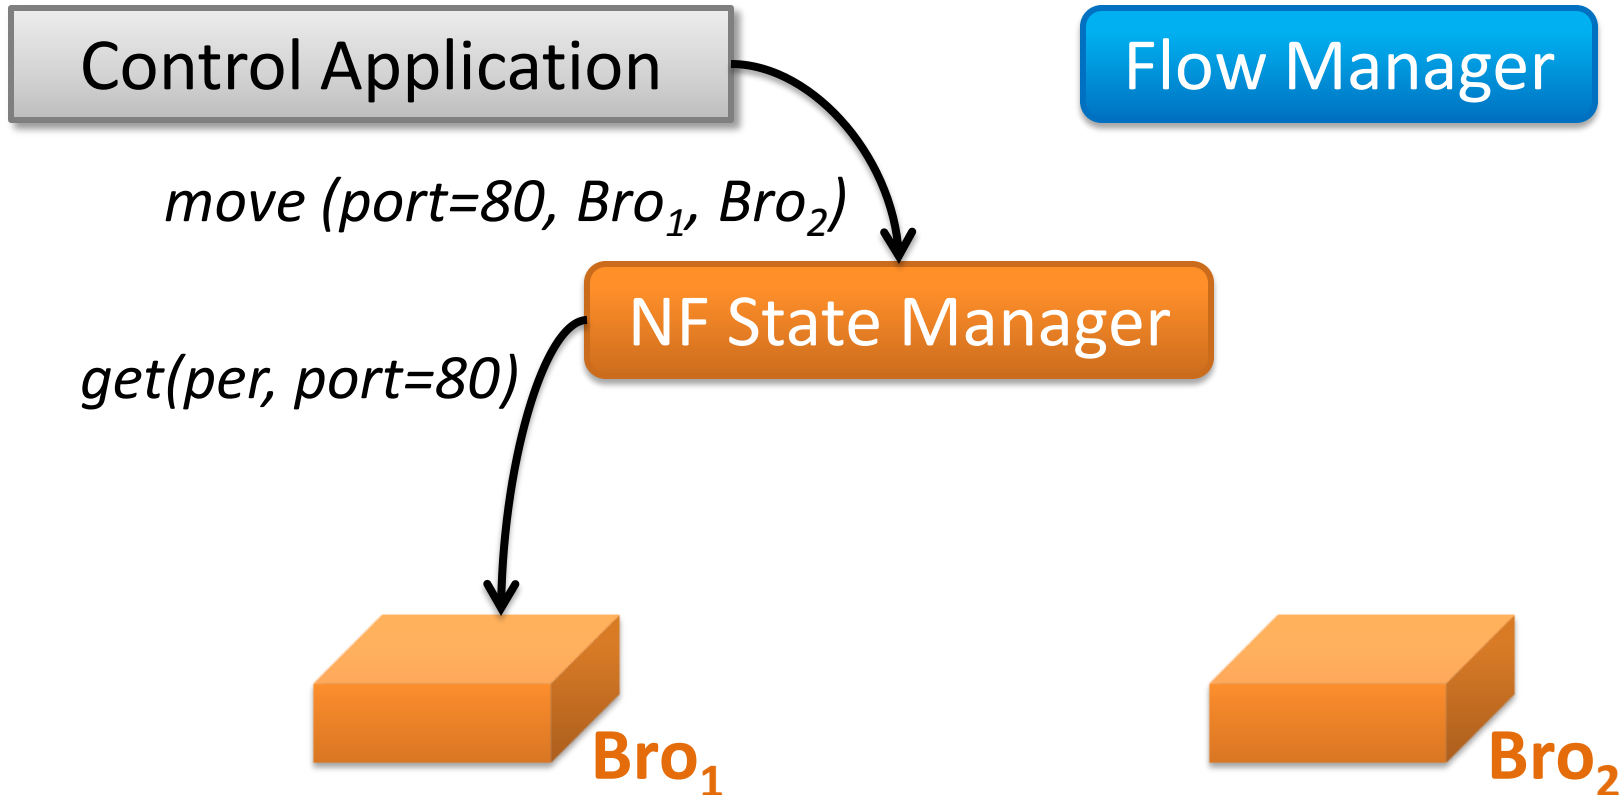 Control Application
Flow Manager
move (port=80, Bro₁, Bro₂)
NF State Manager
get(per, port=80)
Bro₁
Bro₂